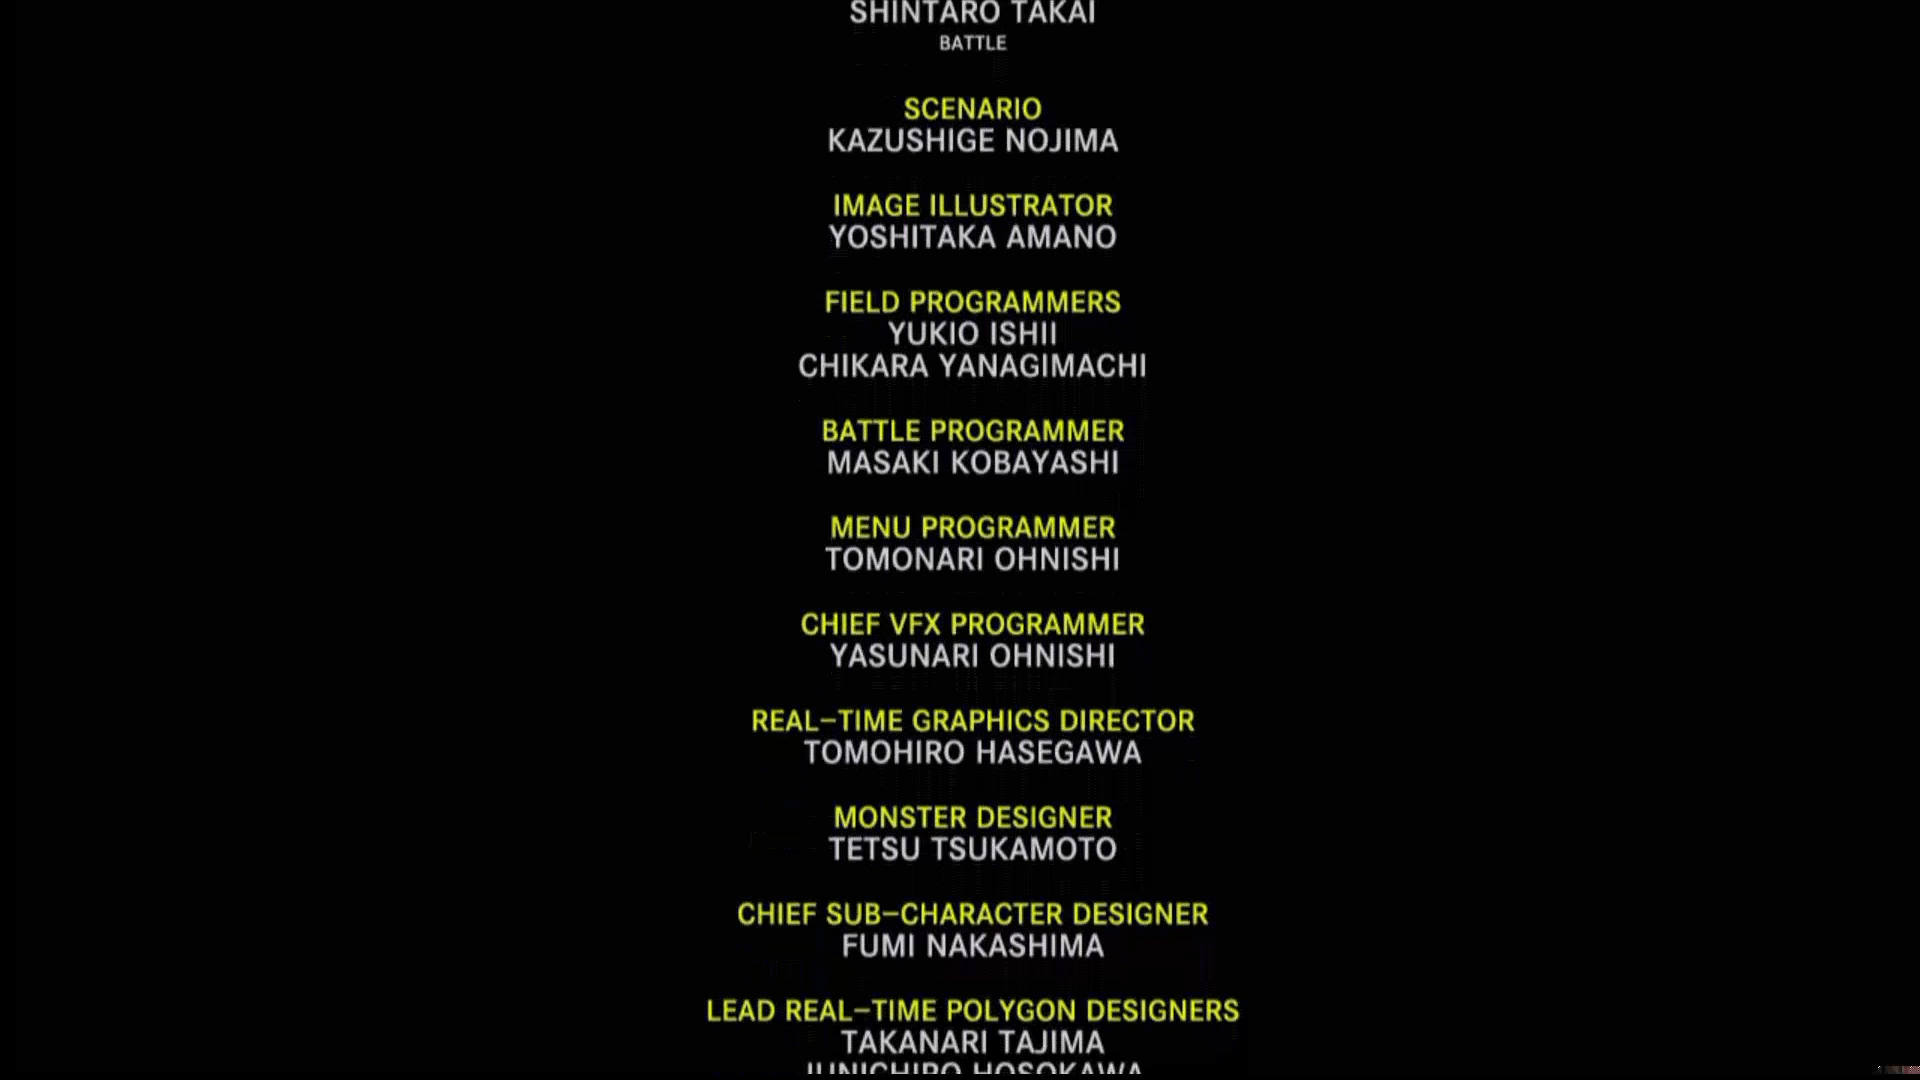 SHINTARO TAKAI
BATTLE
SCENARIO
KAZUSHIGE NOJIMA
IMAGE ILLUSTRATOR
YOSHITAKA AMANO
FIELD PROGRAMMERS
YUKIO ISHII
CHIKARA YANAGIMACHI
BATTLE PROGRAMMER
MASAKI KOBAYASHI
MENU PROGRAMMER
TOMONARI OHNISHI
CHIEF VFX PROGRAMMER
YASUNARI OHNISHI
REAL-TIME GRAPHICS DIRECTOR
TOMOHIRO HASEGAWA
MONSTER DESIGNER
TETSU TSUKAMOTO
CHIEF SUB-CHARACTER DESIGNER
FUMI NAKASHIMA
LEAD REAL-TIME POLYGON DESIGNERS
TAKANARI TAJIMA
JUNICHIRO HOSOKAWA